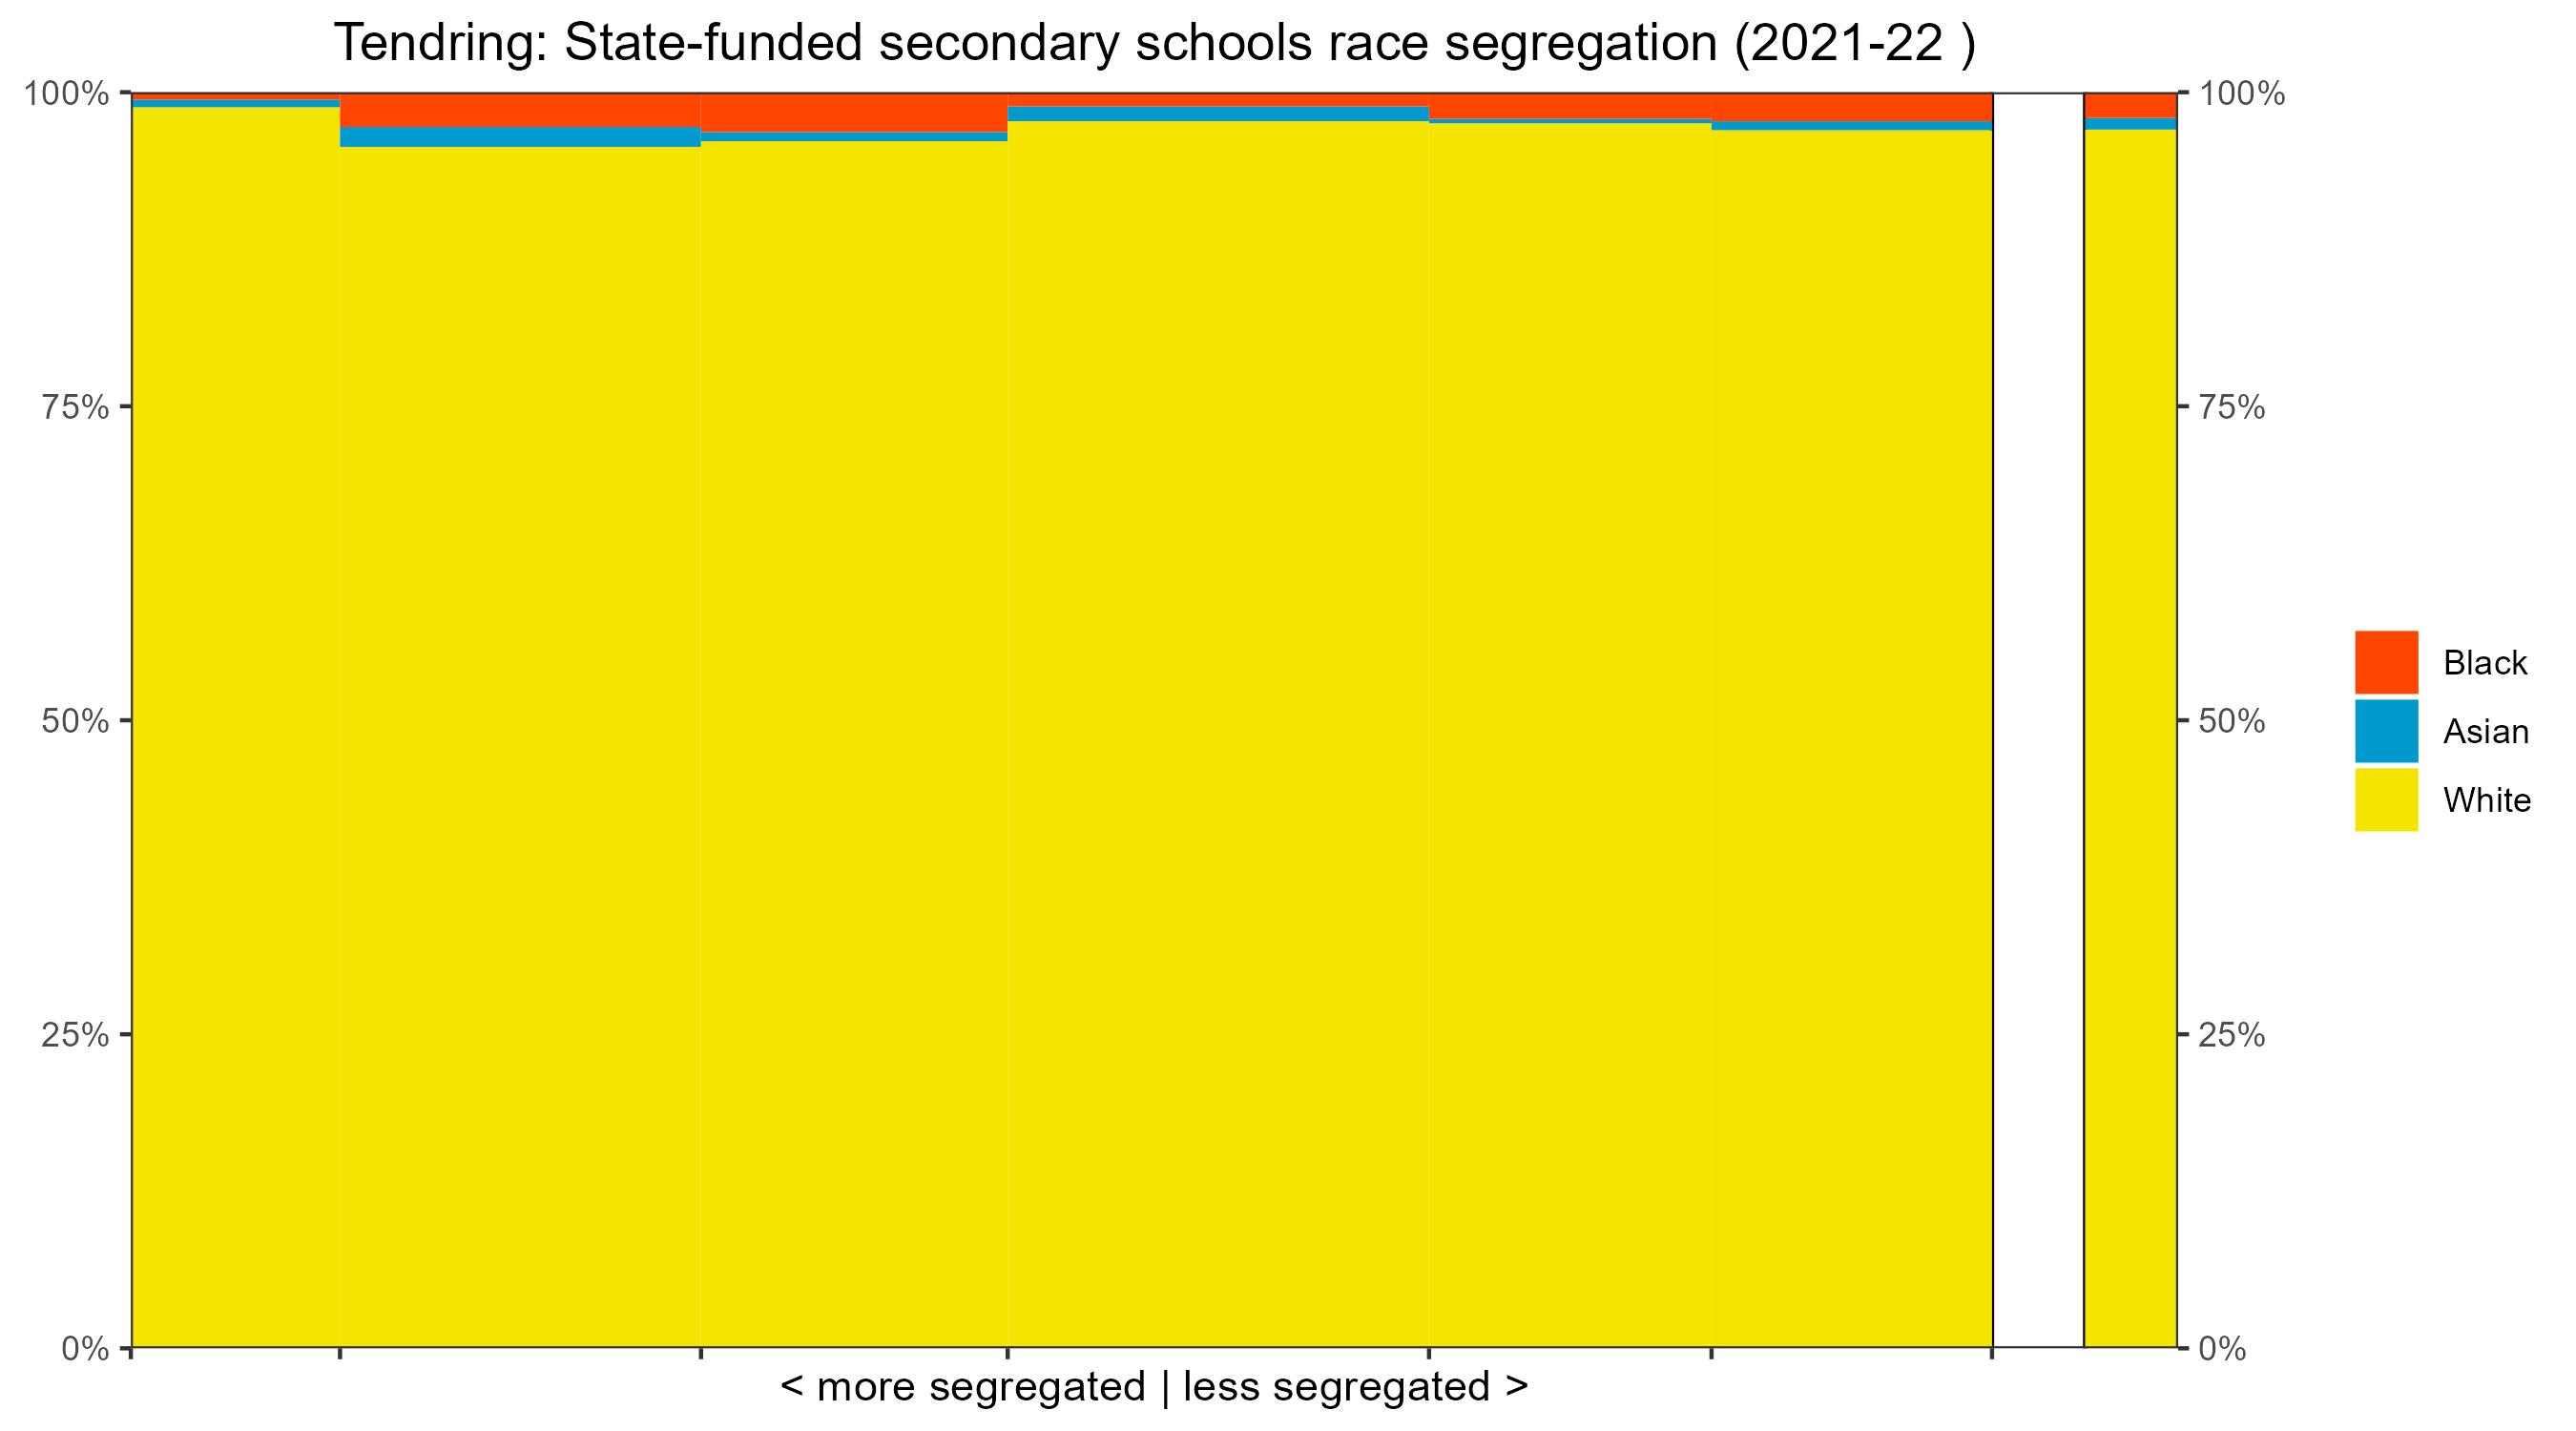 Tendring: State-funded secondary schools race segregation (2021-22 )
100%
75%
50%
25%
0%
100%
75%
50%
25%
0%
Black
Asian
White
< more segregated | less segregated >